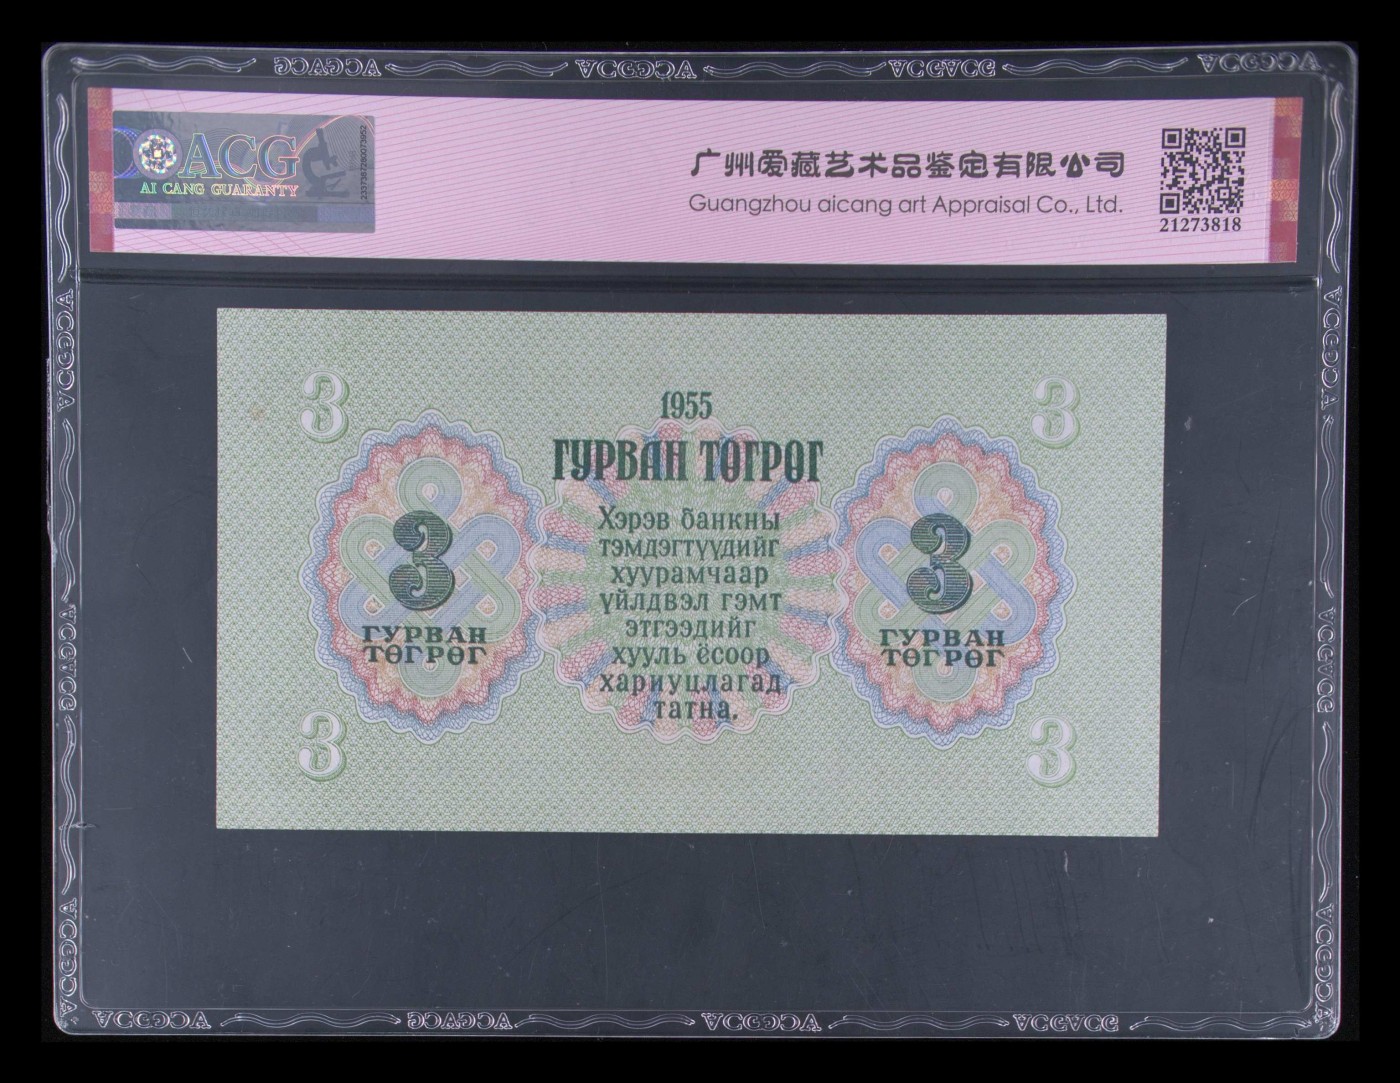 ACG
AI CANG GUARANTY
广州爱藏艺术品鉴定有限公司
Guangzhou aicang art Appraisal Co., Ltd.
21273818
3
3
1955
ГУРВАН ТӨГРӨГ
Хэрэв банкны
тэмдэгтүүдийг
хуурамчаар
үйлдвэл гэмт
этгээдийг
хууль ёсоор
хариуцлагад
татна.
3
ГУРВАН
ТӨГРӨГ
3
ГУРВАН
ТӨГРӨГ
3
3